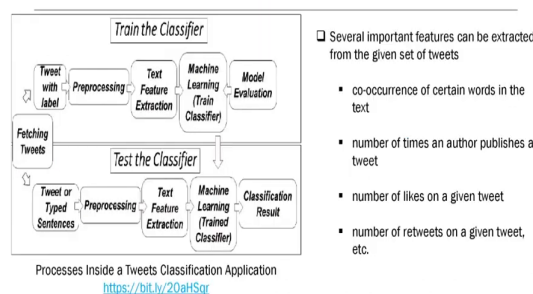 Train the Classifier
Tweet
with
label
Preprocessing
Text
Feature
Extraction
Machine
Learning
(Train
Classifier)
Model
Evaluation
Fetching
Tweets
Test the Classifier
Tweet or
Typed
Sentences
Preprocessing
Text
Feature
Extraction
Machine
Learning
(Trained
Classifier)
Classification
Result
Processes Inside a Tweets Classification Application
https://bit.ly/20aHSqr
Several important features can be extracted
from the given set of tweets
co-occurrence of certain words in the
text
number of times an author publishes a
tweet
number of likes on a given tweet
number of retweets on a given tweet,
etc.